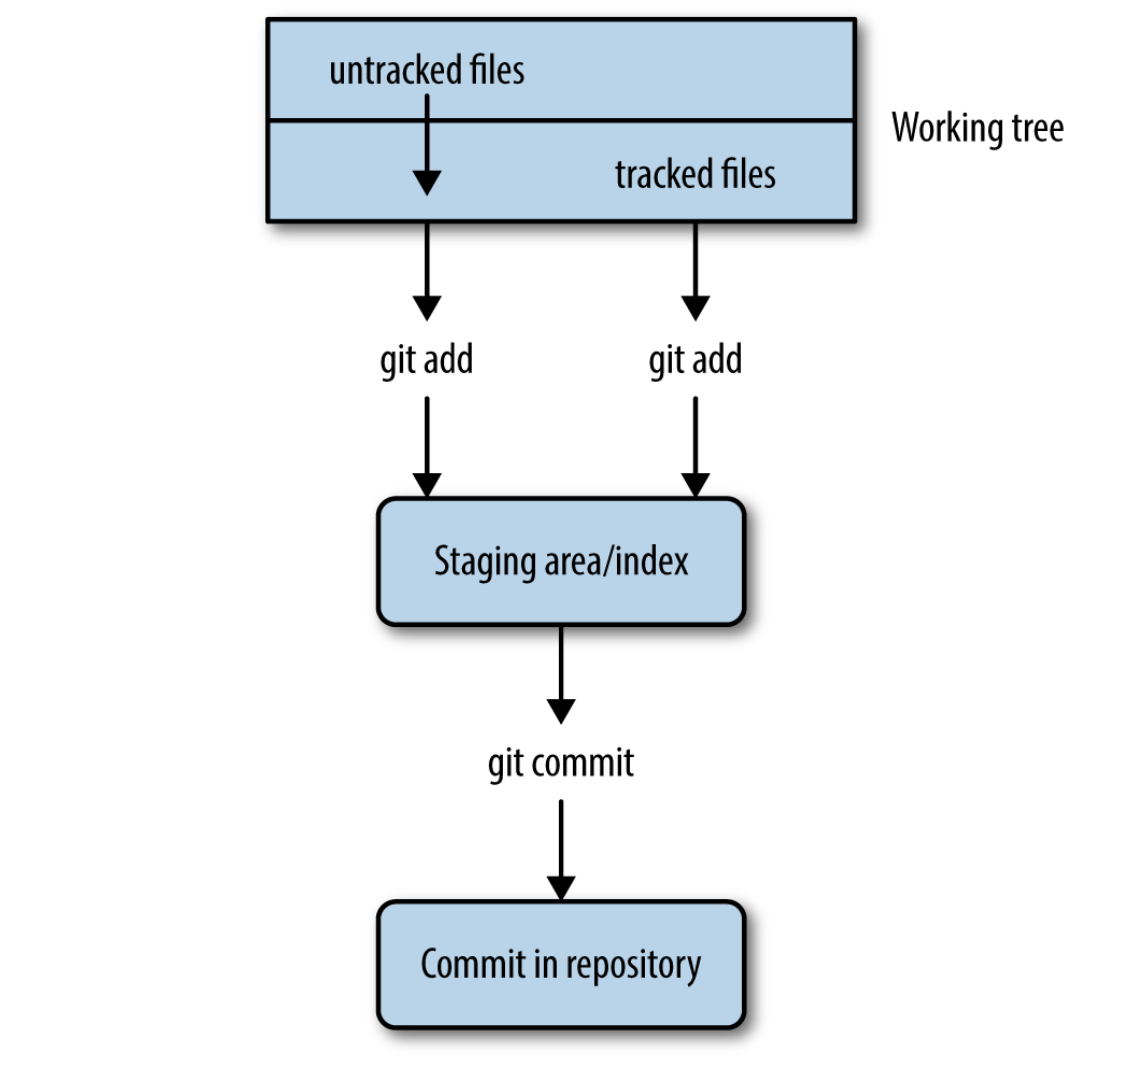 untracked files
Working tree
tracked files
git add
git add
Staging area/index
git commit
Commit in repository